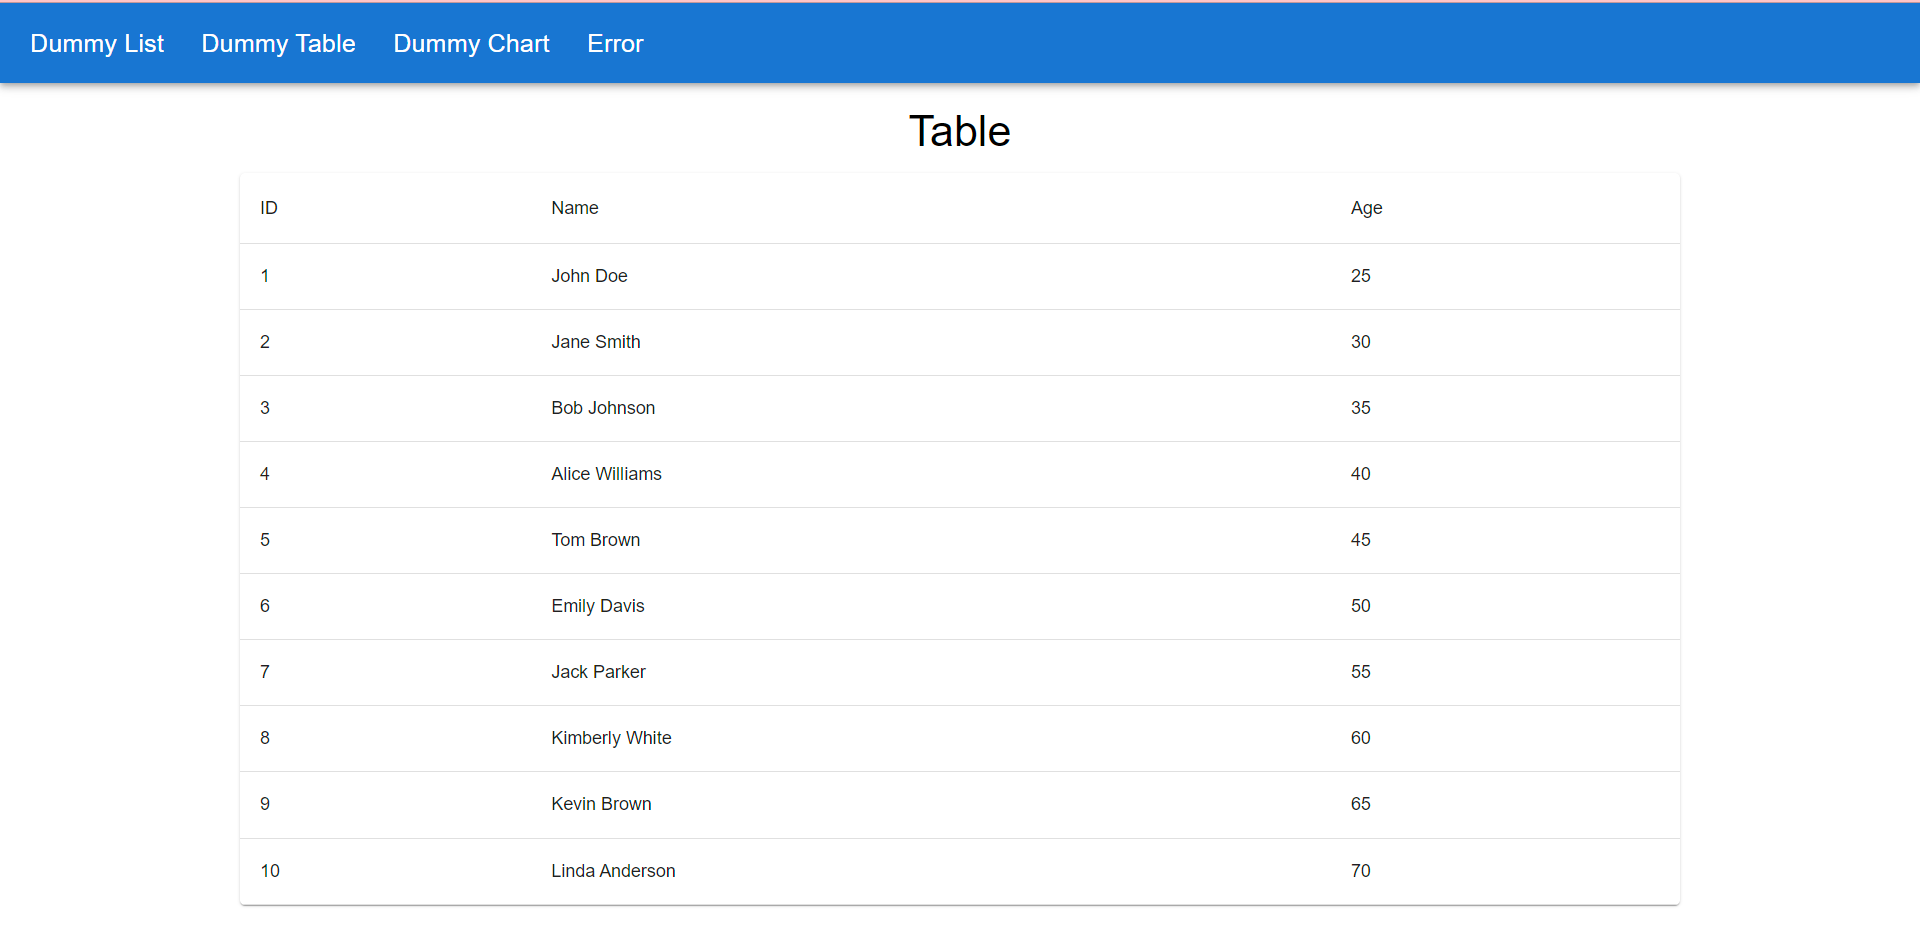 Dummy List Dummy Table Dummy Chart Error
Table
ID Name Age
1 John Doe 25
2 Jane Smith 30
3 Bob Johnson 35
4 Alice Williams 40
5 Tom Brown 45
6 Emily Davis 50
7 Jack Parker 55
8 Kimberly White 60
9 Kevin Brown 65
10 Linda Anderson 70